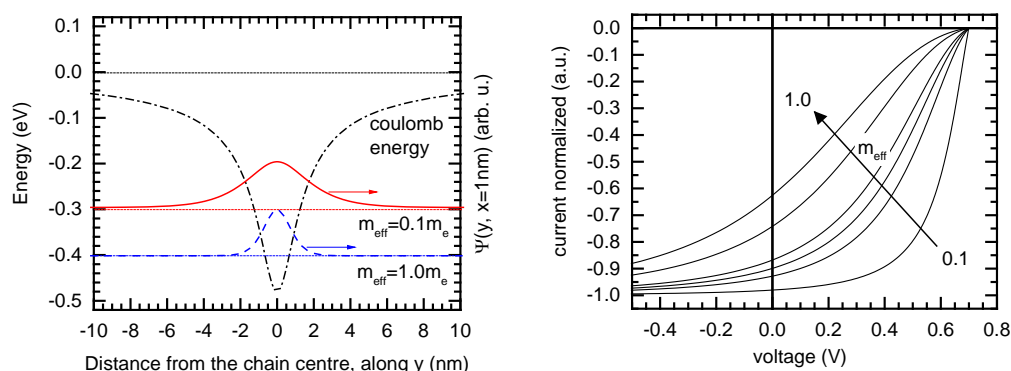 0.1
0.0
-0.1
-0.2
-0.3
-0.4
-0.5
Energy (eV)
coulomb
energy
m_eff=0.1m_e
m_eff=1.0m_e
-10 -8 -6 -4 -2 0 2 4 6 8 10
Distance from the chain centre, along y (nm)
Ψ(y, x=1nm) (arb. u.)
0.0
-0.1
-0.2
-0.3
-0.4
-0.5
-0.6
-0.7
-0.8
-0.9
-1.0
current normalized (a.u.)
1.0
m_eff
0.1
-0.4 -0.2 0.0 0.2 0.4 0.6 0.8
voltage (V)